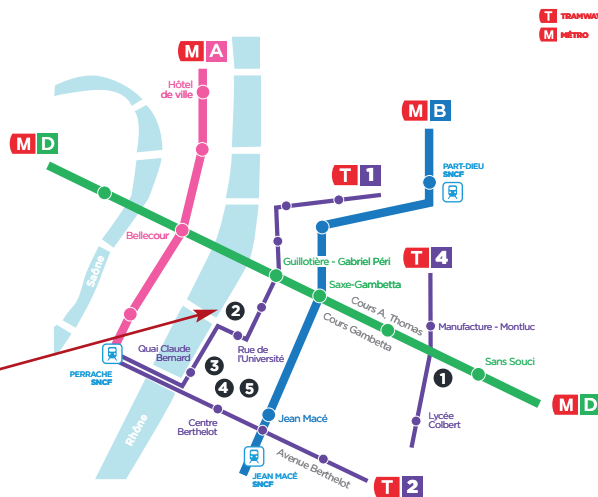 T TRAMWAY
M MÉTRO
M A
Hôtel
de ville
M B
M D
PART-DIEU
SNCF
T 1
Bellecour
Guillotière - Gabriel Péri
T 4
Saône
Saxe-Gambetta
Cours A. Thomas
Cours Gambetta
2
Manufacture - Montluc
Quai Claude
Bernard
Rue de
l'Université
Sans Souci
PERRACHE
SNCF
3
4 5
1
M D
Rhône
Centre
Berthelot
Jean Macé
Lycée
Colbert
Avenue Berthelot
JEAN MACÉ
SNCF
T 2